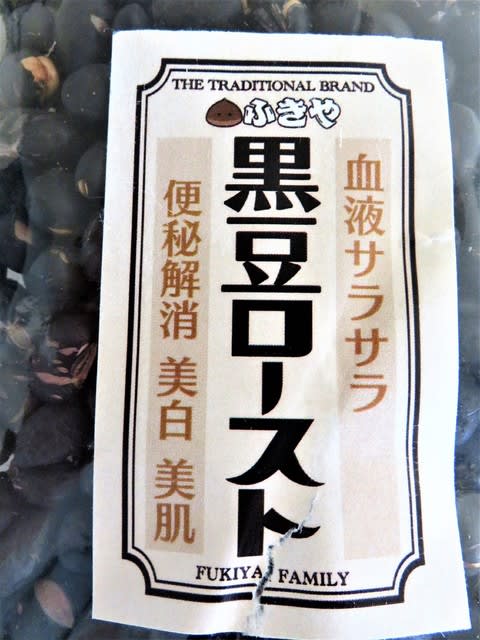 THE TRADITIONAL BRAND
ふきや
血液サラサラ
黒豆ロースト
便秘解消 美白 美肌
FUKIYA FAMILY